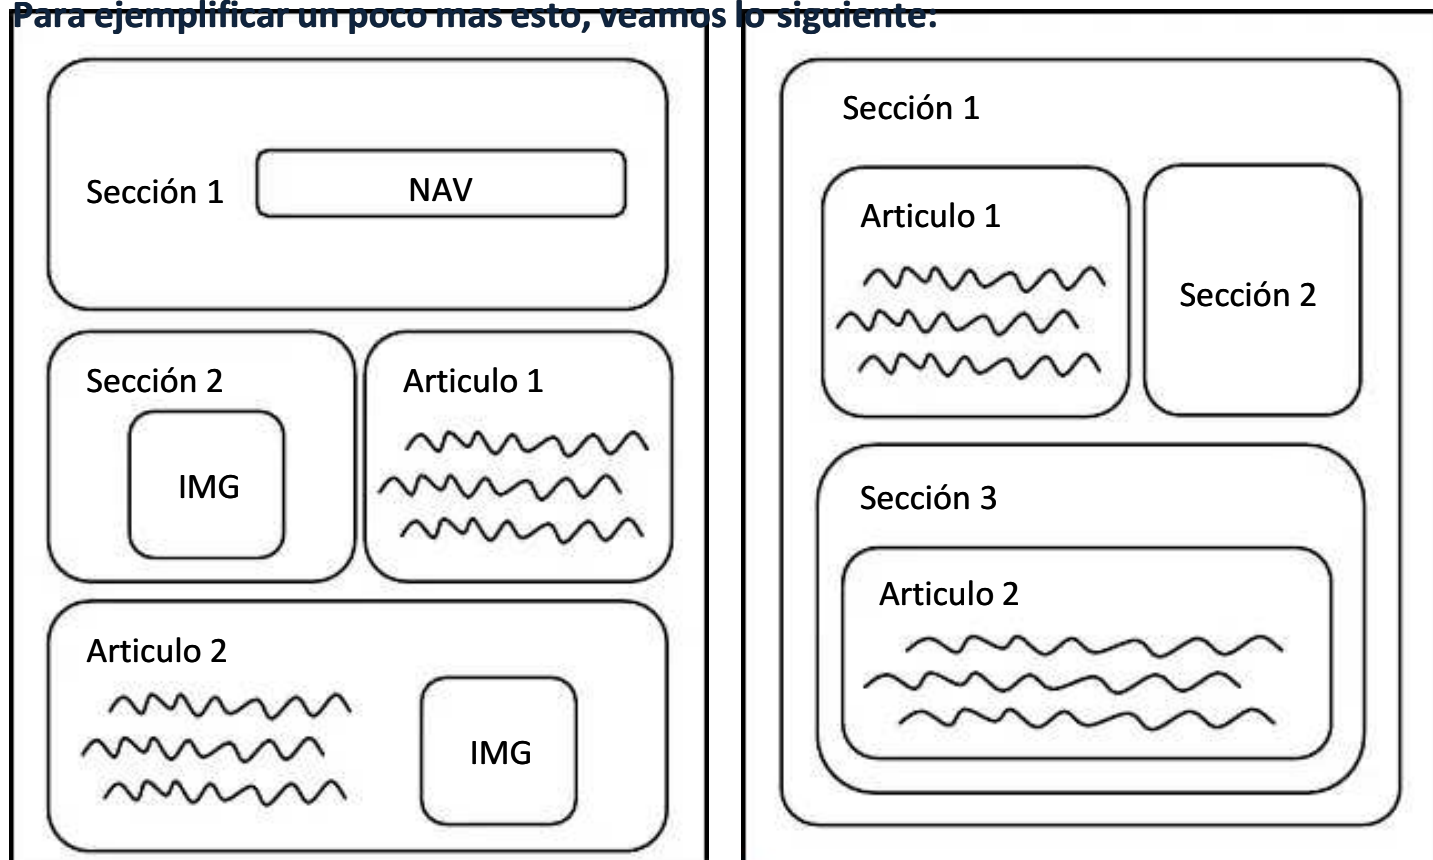 Para ejemplificar un poco mas esto, veamos lo siguiente:
Sección 1
NAV
Sección 2
IMG
Articulo 1
Articulo 2
IMG
Sección 1
Articulo 1
Sección 2
Sección 3
Articulo 2